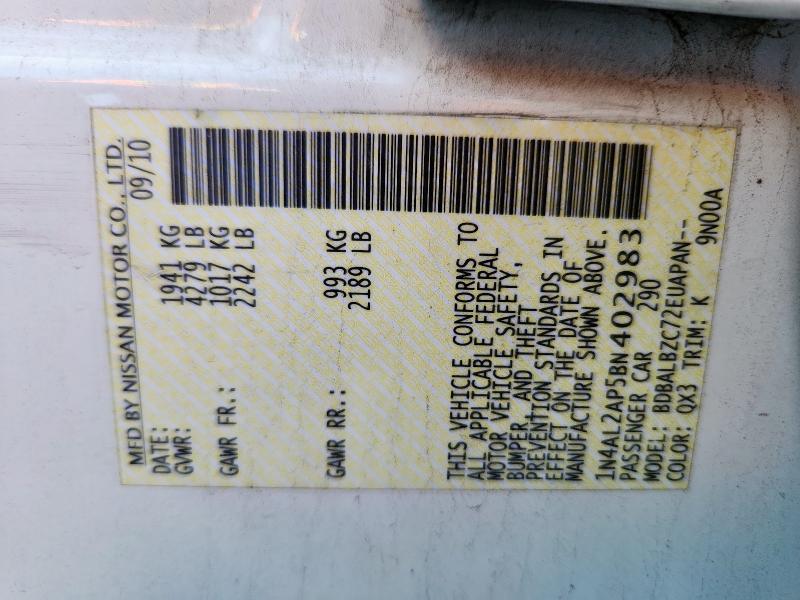 MFD BY NISSAN MOTOR CO., LTD.
DATE: 09/10
GVWR: 1941 KG
4279 LB
GAWR FR.: 1017 KG
2242 LB
GAWR RR.: 993 KG
2189 LB
THIS VEHICLE CONFORMS TO
ALL APPLICABLE FEDERAL
MOTOR VEHICLE SAFETY,
BUMPER, AND THEFT
PREVENTION STANDARDS IN
EFFECT ON THE DATE OF
MANUFACTURE SHOWN ABOVE.
1N4AL2AP5BN402983
PASSENGER CAR 290
MODEL: BDBALBZC72EUAPAN--
COLOR: QX3 TRIM: K 9N00A